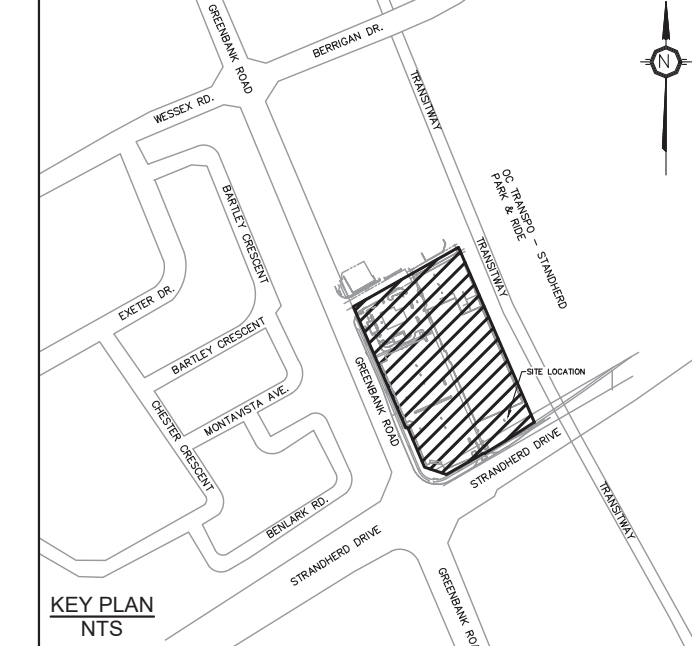 GREENBANK ROAD
BERRIGAN DR.
WESSEX RD.
TRANSITWAY
N
OC TRANSPO - STANDHERD
PARK & RIDE
BARTLEY CRESCENT
TRANSITWAY
EXETER DR.
BARTLEY CRESCENT
GREENBANK ROAD
SITE LOCATION
MONTAVISTA AVE.
CHESTER CRESCENT
STRANDHERD DRIVE
TRANSITWAY
BENLARK RD.
STRANDHERD DRIVE
GREENBANK ROA
KEY PLAN
NTS